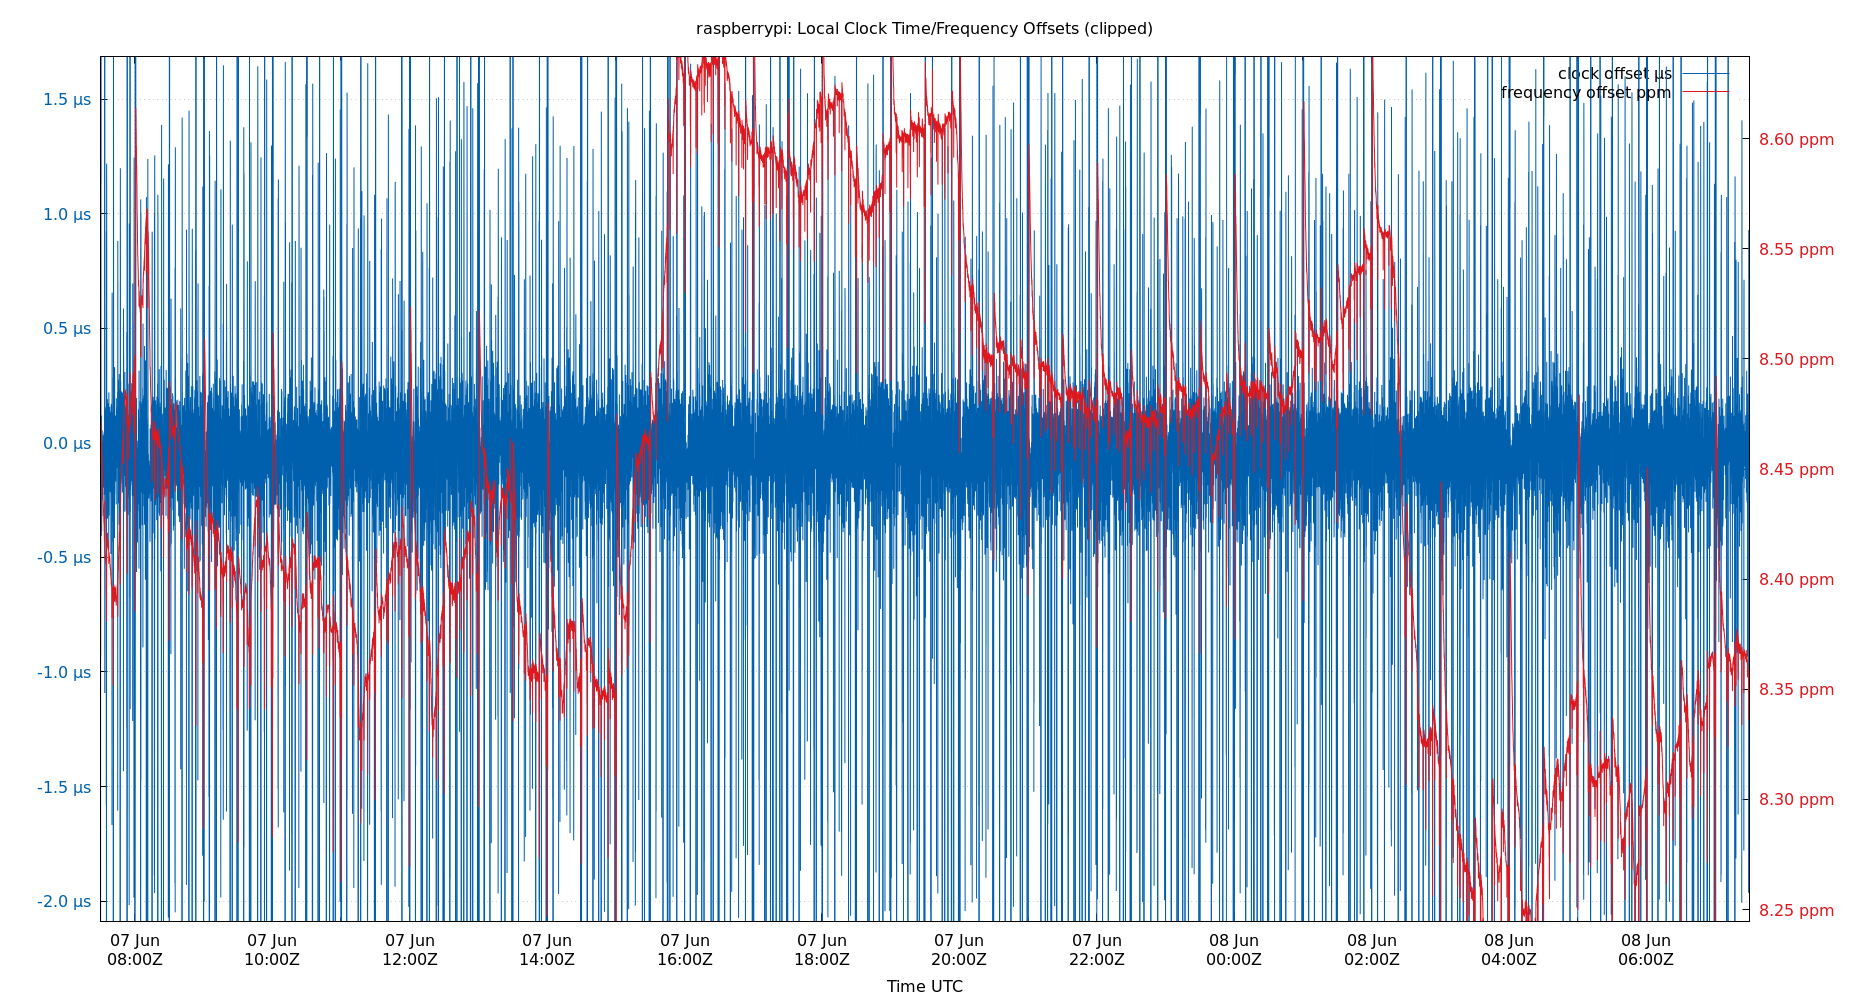 raspberrypi: Local Clock Time/Frequency Offsets (clipped)
clock offset µs
frequency offset ppm
1.5 µs
1.0 µs
0.5 µs
0.0 µs
-0.5 µs
-1.0 µs
-1.5 µs
-2.0 µs
8.60 ppm
8.55 ppm
8.50 ppm
8.45 ppm
8.40 ppm
8.35 ppm
8.30 ppm
8.25 ppm
07 Jun 07 Jun 07 Jun 07 Jun 07 Jun 07 Jun 07 Jun 07 Jun 08 Jun 08 Jun 08 Jun 08 Jun
08:00Z 10:00Z 12:00Z 14:00Z 16:00Z 18:00Z 20:00Z 22:00Z 00:00Z 02:00Z 04:00Z 06:00Z
Time UTC